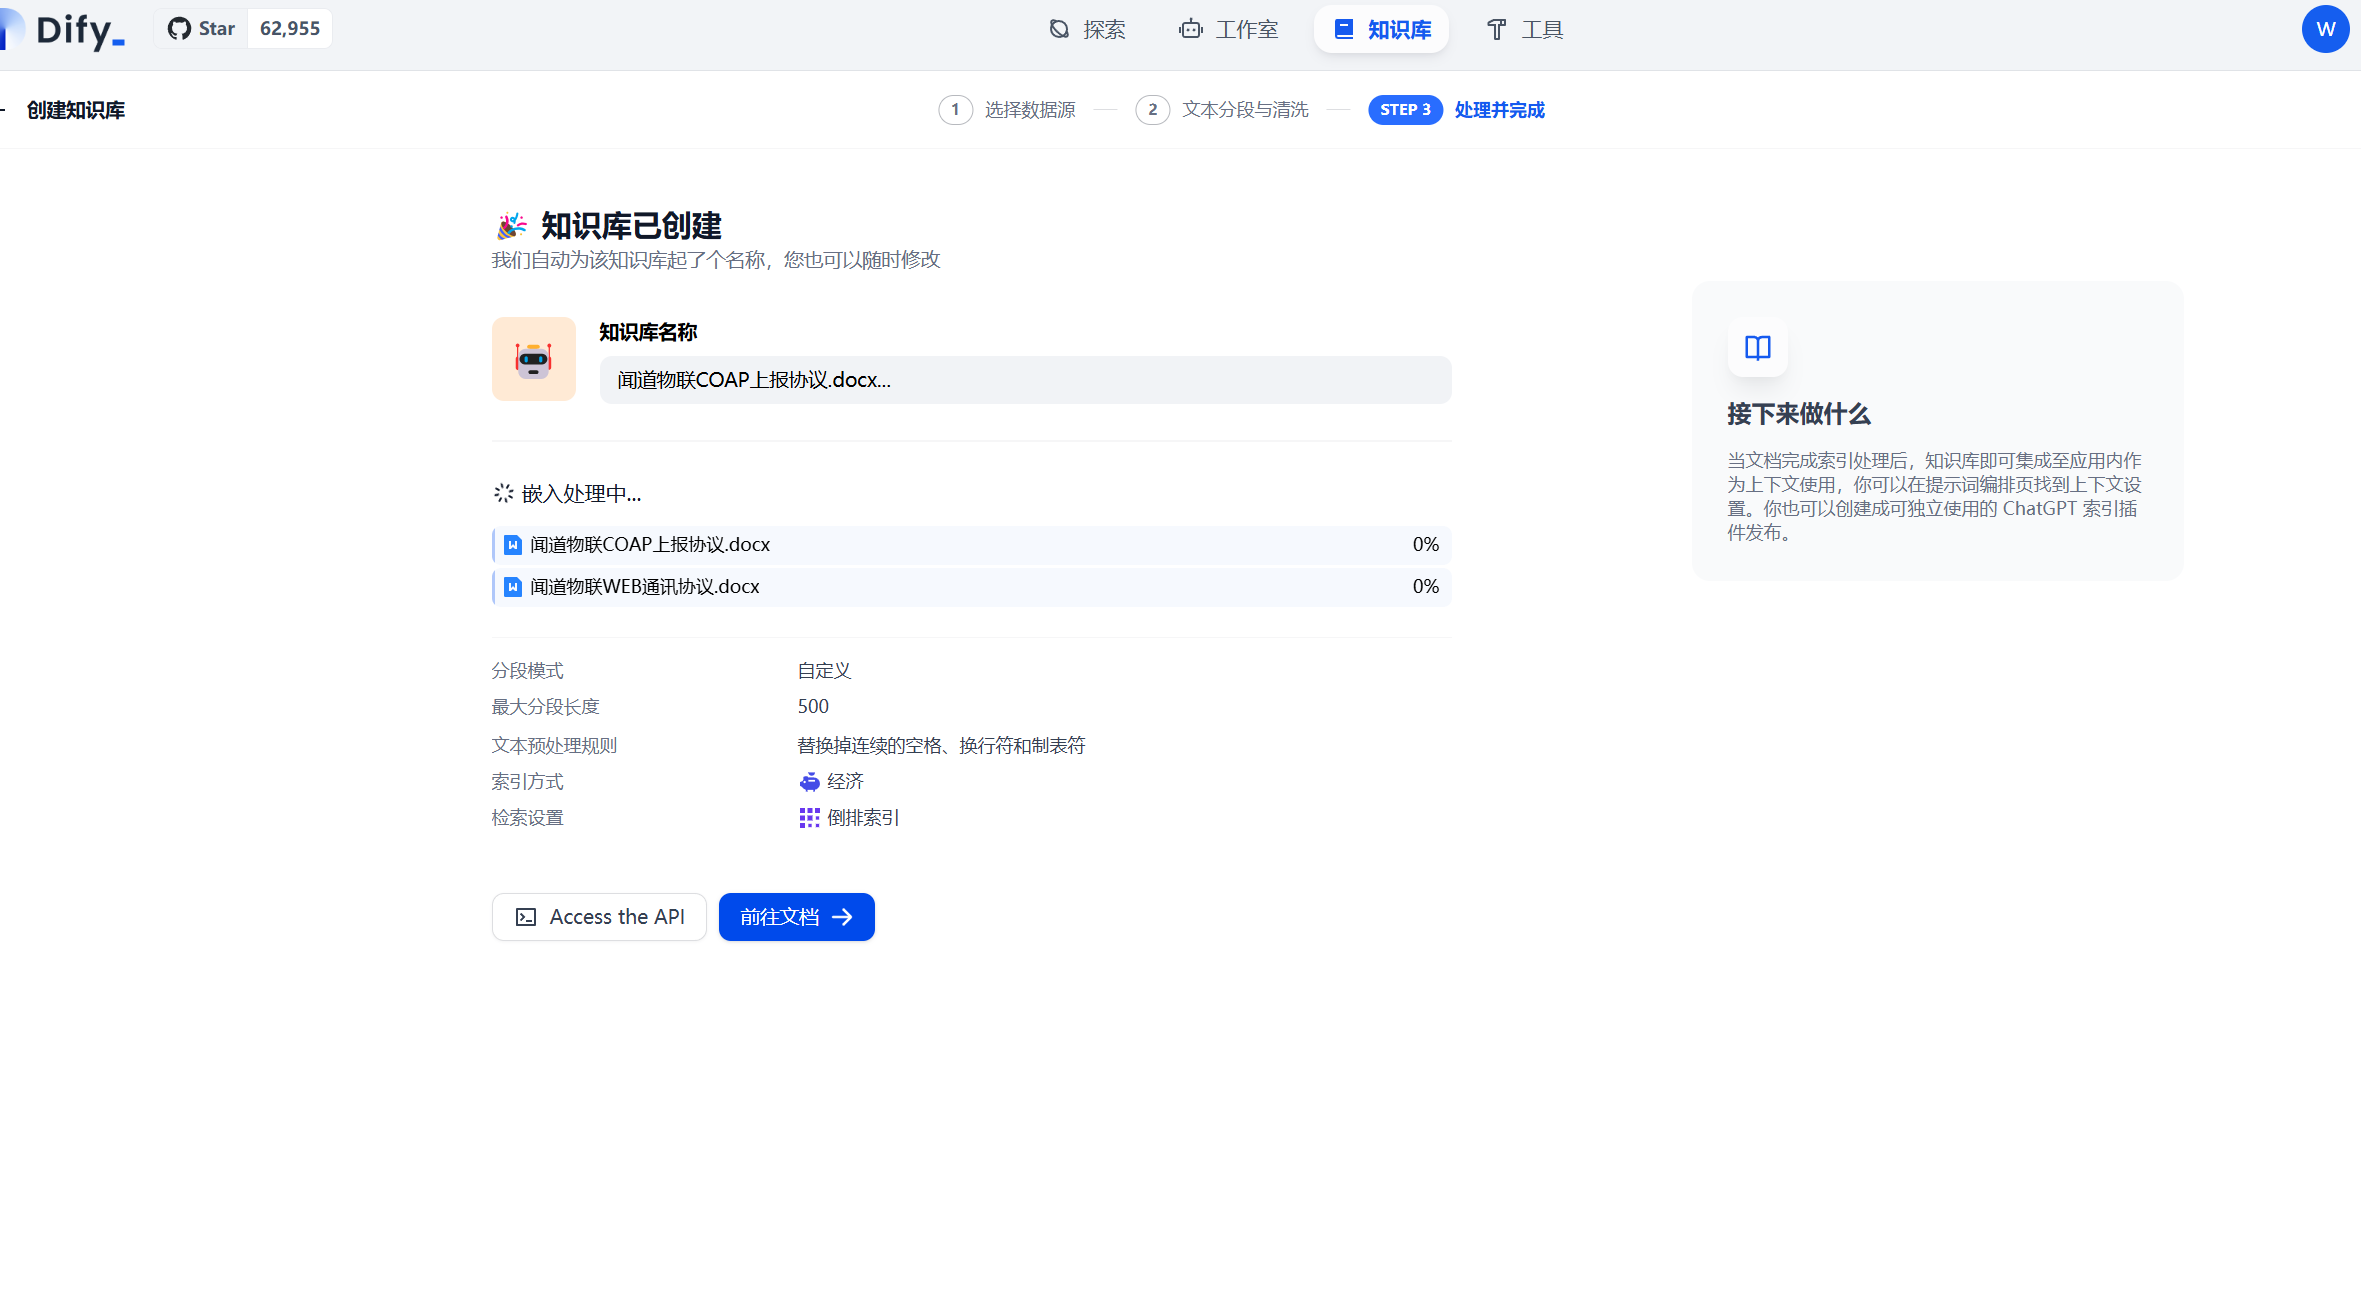 Dify_
Star 62,955
探索 工作室 知识库 工具
W
创建知识库
1 选择数据源 2 文本分段与清洗 STEP 3 处理并完成
知识库已创建
我们自动为该知识库起了个名称，您也可以随时修改
知识库名称
闻道物联COAP上报协议.docx...
嵌入处理中...
闻道物联COAP上报协议.docx 0%
闻道物联WEB通讯协议.docx 0%
分段模式 自定义
最大分段长度 500
文本预处理规则 替换掉连续的空格、换行符和制表符
索引方式 经济
检索设置 倒排索引
Access the API 前往文档
接下来做什么
当文档完成索引处理后，知识库即可集成至应用内作
为上下文使用，你可以在提示词编排页找到上下文设
置。你也可以创建成可独立使用的 ChatGPT 索引插
件发布。